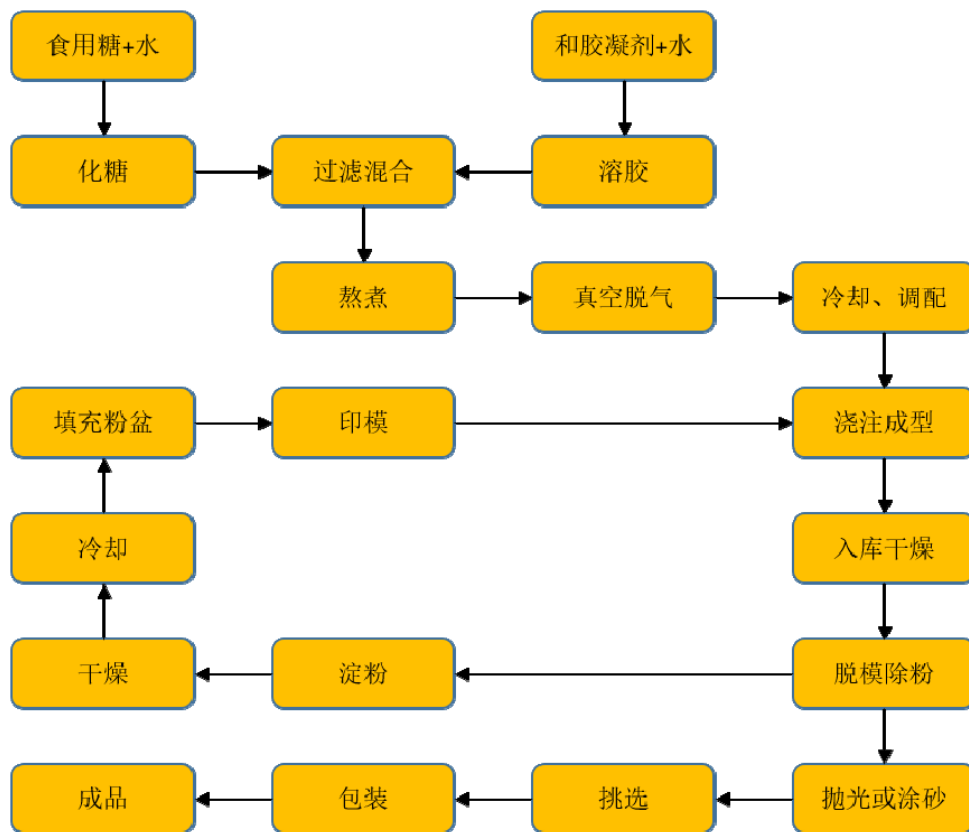 食用糖+水
和胶凝剂+水
化糖
过滤混合
溶胶
熬煮
真空脱气
冷却、调配
填充粉盆
印模
浇注成型
冷却
入库干燥
干燥
淀粉
脱模除粉
成品
包装
挑选
抛光或涂砂